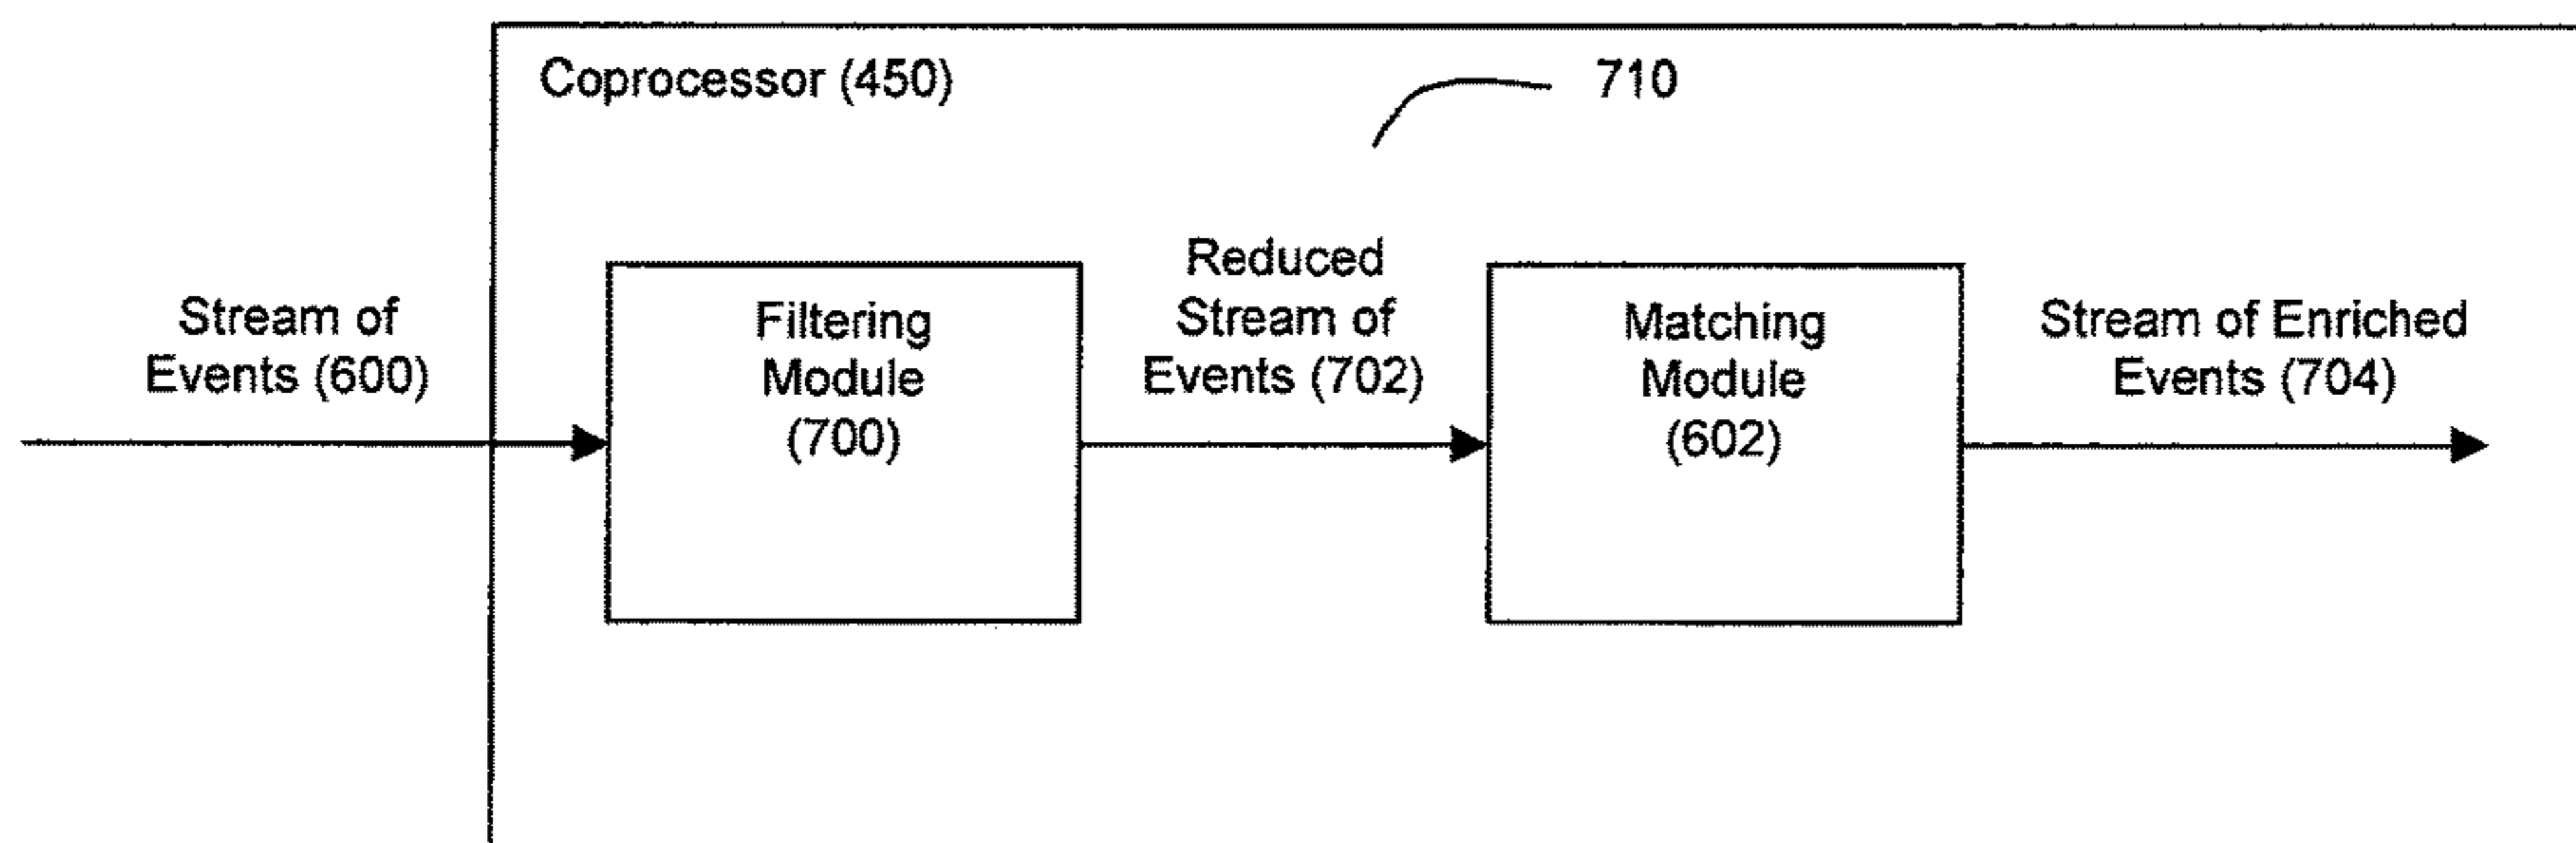 Coprocessor (450)
710
Stream of
Events (600)
Filtering
Module
(700)
Reduced
Stream of
Events (702)
Matching
Module
(602)
Stream of Enriched
Events (704)